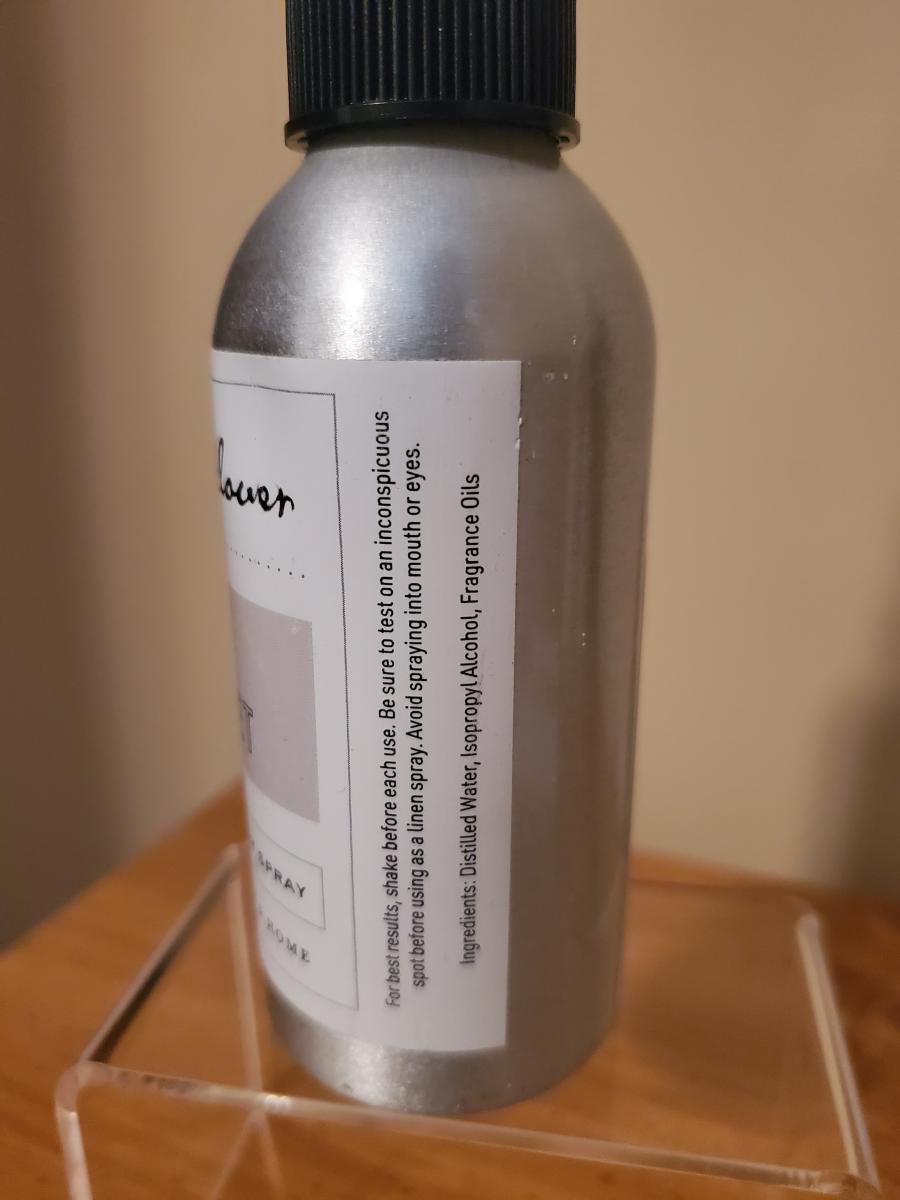 SPRAY
HOME
For best results, shake before each use. Be sure to test on an inconspicuous
spot before using as a linen spray. Avoid spraying into mouth or eyes.
Ingredients: Distilled Water, Isopropyl Alcohol, Fragrance Oils